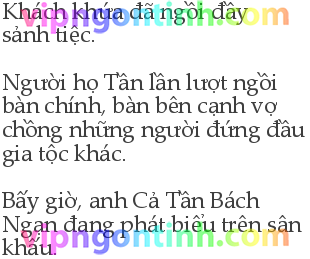 Khách khứa đã ngồi đầy
sảnh tiệc.
Người họ Tần lần lượt ngồi
bàn chính, bàn bên cạnh vợ
chồng những người đứng đầu
gia tộc khác.
Bấy giờ, anh Cả Tần Bách
Ngạn đang phát biểu trên sân
khấu.
vipngontinh.com
vipngontinh.com